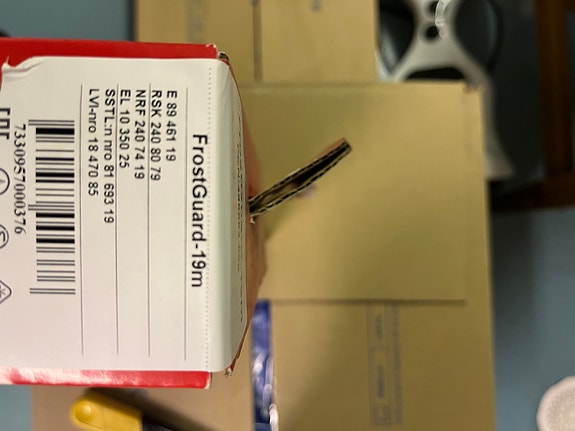 FrostGuard-19m
E 89 461 19
RSK 240 80 79
NRF 240 74 19
EL 10 350 25
SSTL:n nro 81 693 19
LVI-nro 18 470 85
7330957000376